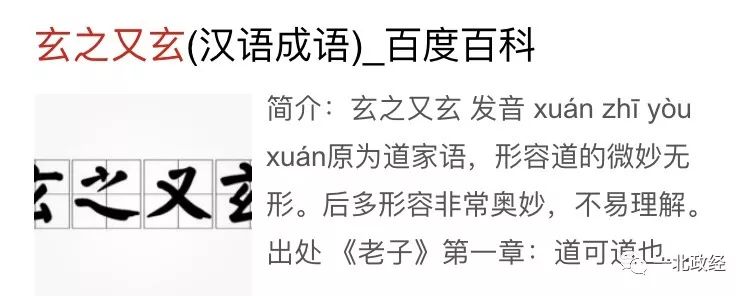 玄之又玄(汉语成语)_百度百科
玄之又玄
简介：玄之又玄 发音 xuán zhī yòu
xuán原为道家语，形容道的微妙无
形。后多形容非常奥妙，不易理解。
出处 《老子》第一章：道可道也...
一北政经